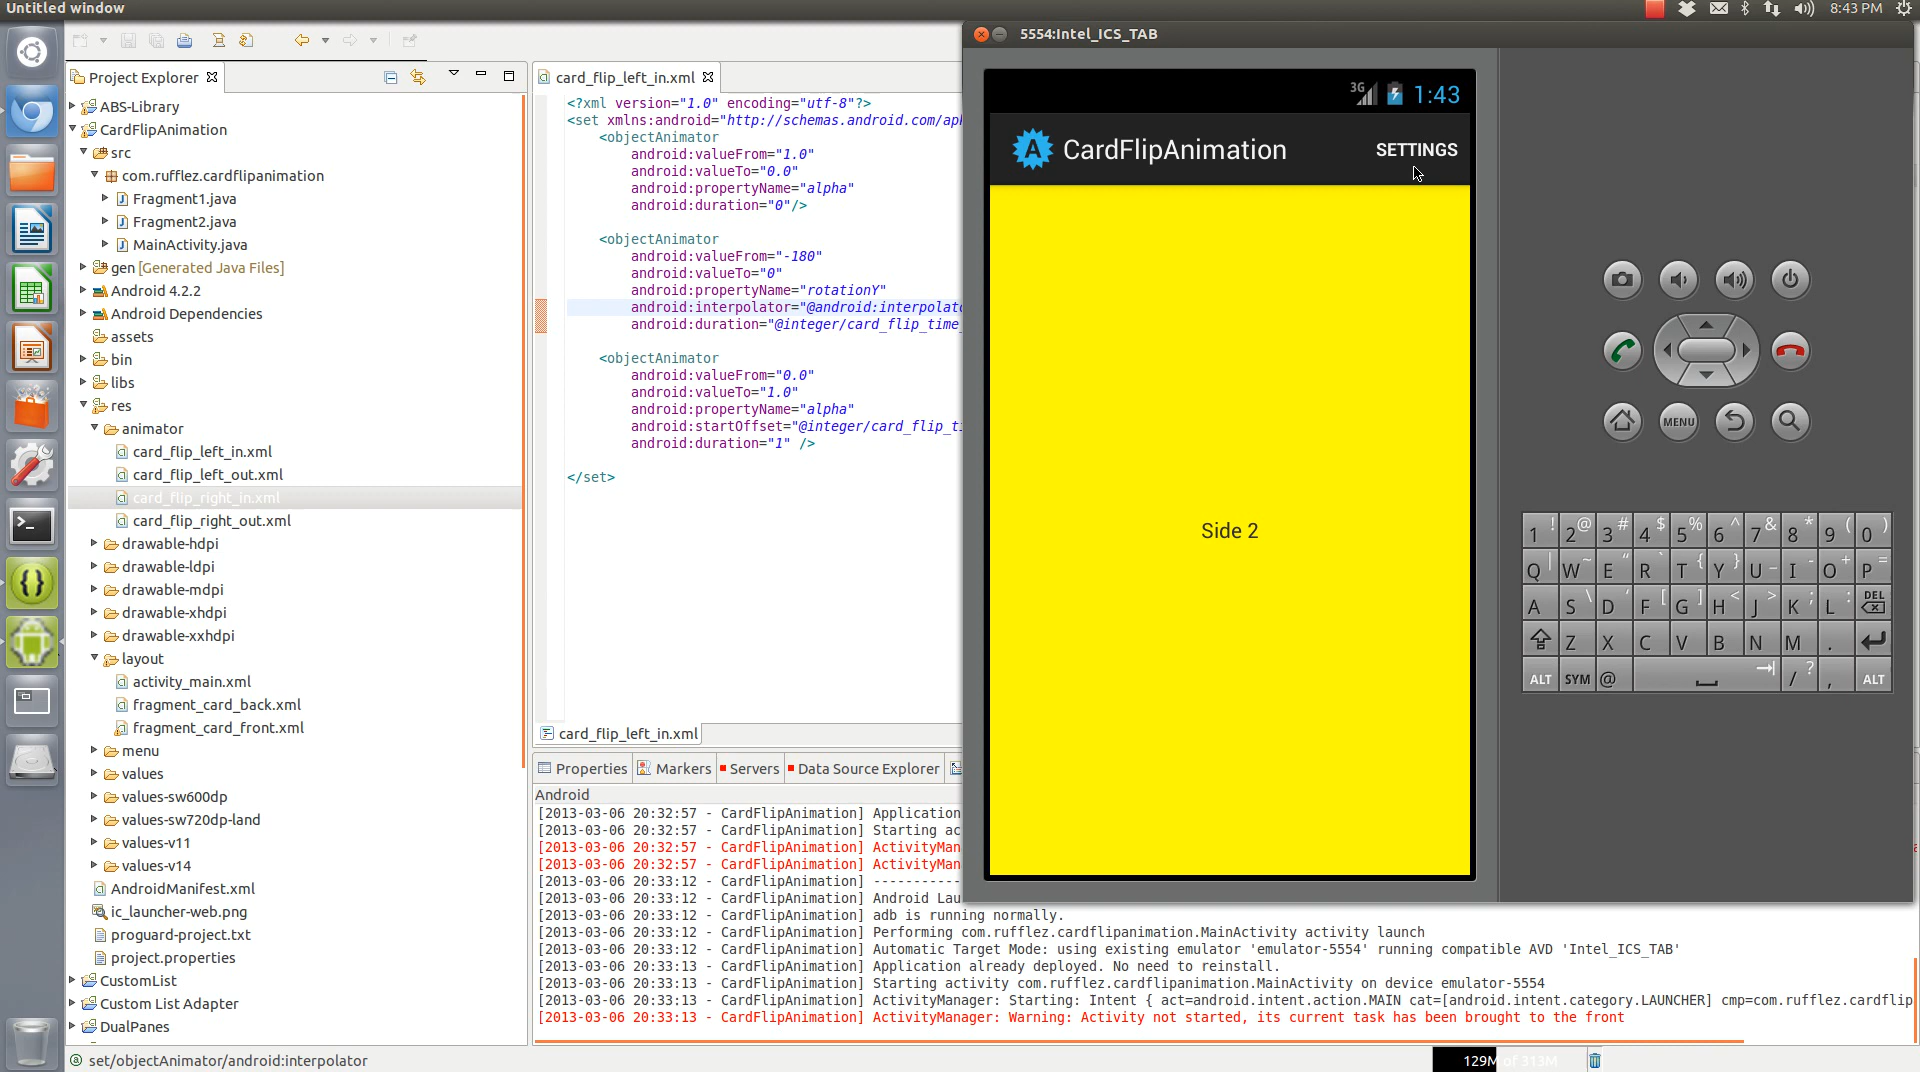 Untitled window
8:43 PM
Project Explorer
ABS-Library
CardFlipAnimation
src
com.rufflez.cardflipanimation
Fragment1.java
Fragment2.java
MainActivity.java
gen [Generated Java Files]
Android 4.2.2
Android Dependencies
assets
bin
libs
res
animator
card_flip_left_in.xml
card_flip_left_out.xml
card_flip_right_in.xml
card_flip_right_out.xml
drawable-hdpi
drawable-ldpi
drawable-mdpi
drawable-xhdpi
drawable-xxhdpi
layout
activity_main.xml
fragment_card_back.xml
fragment_card_front.xml
menu
values
values-sw600dp
values-sw720dp-land
values-v11
values-v14
AndroidManifest.xml
ic_launcher-web.png
proguard-project.txt
project.properties
CustomList
Custom List Adapter
DualPanes
card_flip_left_in.xml
<?xml version="1.0" encoding="utf-8"?>
<set xmlns:android="http://schemas.android.com/apk
<objectAnimator
android:valueFrom="1.0"
android:valueTo="0.0"
android:propertyName="alpha"
android:duration="0"/>
<objectAnimator
android:valueFrom="-180"
android:valueTo="0"
android:propertyName="rotationY"
android:interpolator="@android:interpolato
android:duration="@integer/card_flip_time_
<objectAnimator
android:valueFrom="0.0"
android:valueTo="1.0"
android:propertyName="alpha"
android:startOffset="@integer/card_flip_ti
android:duration="1" />
</set>
card_flip_left_in.xml
Properties Markers Servers Data Source Explorer
Android
[2013-03-06 20:32:57 - CardFlipAnimation] Application
[2013-03-06 20:32:57 - CardFlipAnimation] Starting ac
[2013-03-06 20:32:57 - CardFlipAnimation] ActivityMan
[2013-03-06 20:32:57 - CardFlipAnimation] ActivityMan
[2013-03-06 20:33:12 - CardFlipAnimation] ------------
[2013-03-06 20:33:12 - CardFlipAnimation] Android Lau
[2013-03-06 20:33:12 - CardFlipAnimation] adb is running normally.
[2013-03-06 20:33:12 - CardFlipAnimation] Performing com.rufflez.cardflipanimation.MainActivity activity launch
[2013-03-06 20:33:12 - CardFlipAnimation] Automatic Target Mode: using existing emulator 'emulator-5554' running compatible AVD 'Intel_ICS_TAB'
[2013-03-06 20:33:13 - CardFlipAnimation] Application already deployed. No need to reinstall.
[2013-03-06 20:33:13 - CardFlipAnimation] Starting activity com.rufflez.cardflipanimation.MainActivity on device emulator-5554
[2013-03-06 20:33:13 - CardFlipAnimation] ActivityManager: Starting: Intent { act=android.intent.action.MAIN cat=[android.intent.category.LAUNCHER] cmp=com.rufflez.cardflip
[2013-03-06 20:33:13 - CardFlipAnimation] ActivityManager: Warning: Activity not started, its current task has been brought to the front
set/objectAnimator/android:interpolator
129M of 313M
5554:Intel_ICS_TAB
3G 1:43
A CardFlipAnimation SETTINGS
Side 2
MENU
1 ! 2 @ 3 # 4 $ 5 % 6 ^ 7 & 8 * 9 ( 0 )
Q | W ~ E “ R ` T { Y } U _ I - O + P =
A S \ D ' F [ G ] H < J > K ; L : DEL
Z X C V B N M .
ALT SYM @ / ? , ALT